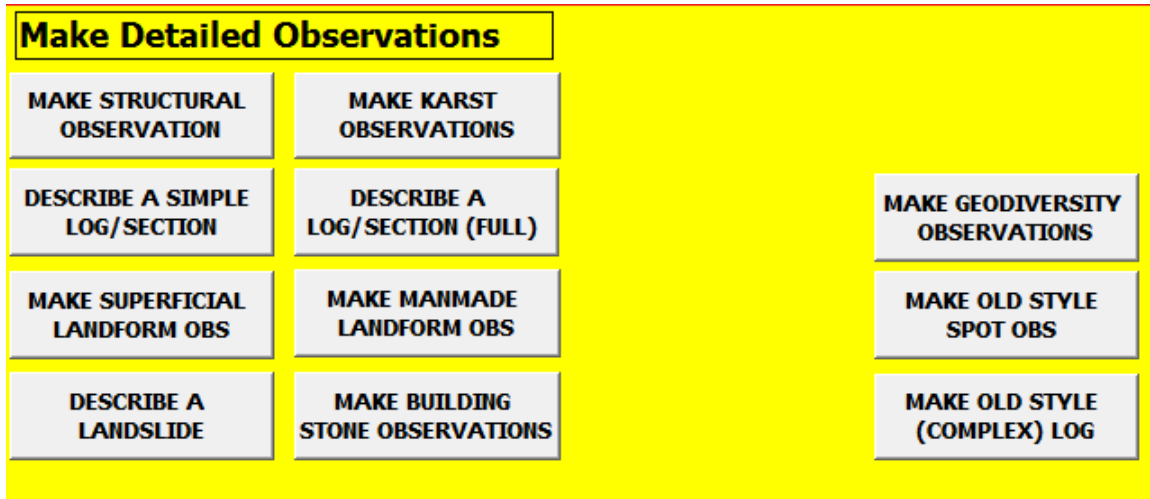 Make Detailed Observations
MAKE STRUCTURAL
OBSERVATION
MAKE KARST
OBSERVATIONS
DESCRIBE A SIMPLE
LOG/SECTION
DESCRIBE A
LOG/SECTION (FULL)
MAKE GEODIVERSITY
OBSERVATIONS
MAKE SUPERFICIAL
LANDFORM OBS
MAKE MANMADE
LANDFORM OBS
MAKE OLD STYLE
SPOT OBS
DESCRIBE A
LANDSLIDE
MAKE BUILDING
STONE OBSERVATIONS
MAKE OLD STYLE
(COMPLEX) LOG